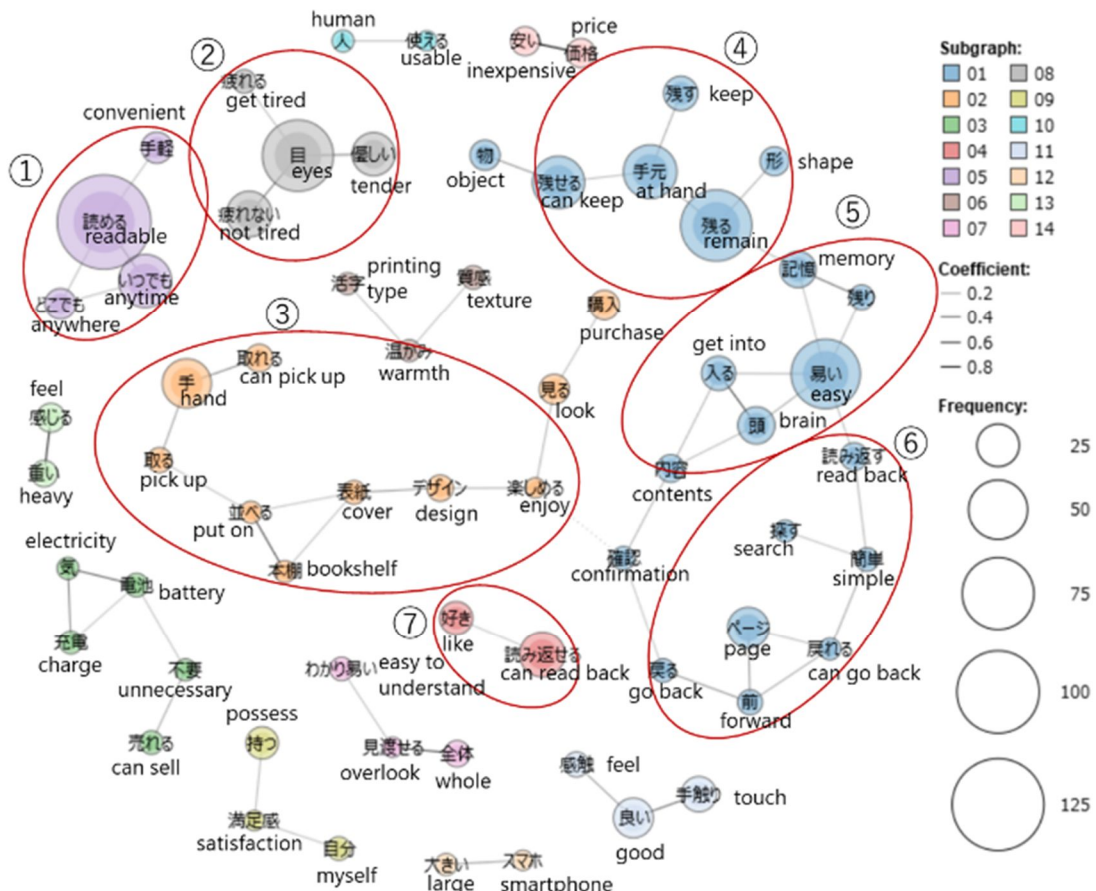 human
人
使える
usable
price
安い
価格
inexpensive
②
疲れる
get tired
目
eyes
優しい
tender
疲れない
not tired
④
残す
keep
物
object
残せる
can keep
手元
at hand
形
shape
残る
remain
①
convenient
手軽
読める
readable
いつでも
anytime
どこでも
anywhere
⑤
記憶
memory
残り
get into
入る
易い
easy
頭
brain
内容
contents
printing
type
活字
質感
texture
温かみ
warmth
購入
purchase
見る
look
③
取れる
can pick up
手
hand
取る
pick up
並べる
put on
表紙
cover
デザイン
design
楽しめる
enjoy
本棚
bookshelf
feel
感じる
重い
heavy
⑥
読み返す
read back
探す
search
簡単
simple
確認
confirmation
ページ
page
戻れる
can go back
戻る
go back
前
forward
electricity
気
電池
battery
充電
charge
不要
unnecessary
売れる
can sell
⑦
好き
like
読み返せる
can read back
わかり易い
easy to
understand
見渡せる
overlook
全体
whole
possess
持つ
満足感
satisfaction
自分
myself
感触
feel
手触り
touch
良い
good
大きい
large
スマホ
smartphone
Subgraph:
01 08
02 09
03 10
04 11
05 12
06 13
07 14
Coefficient:
0.2
0.4
0.6
0.8
Frequency:
25
50
75
100
125